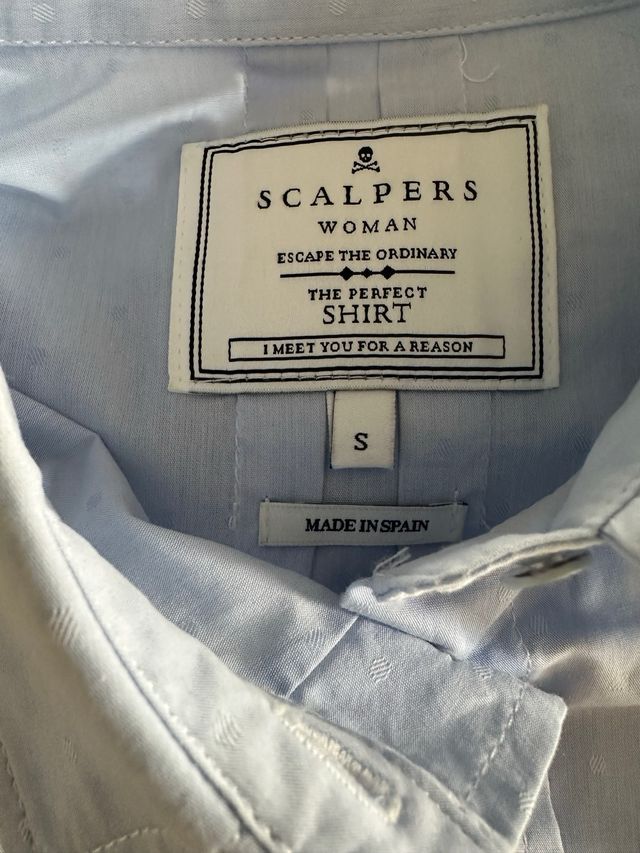 SCALPERS
WOMAN
ESCAPE THE ORDINARY
THE PERFECT
SHIRT
I MEET YOU FOR A REASON
S
MADE IN SPAIN